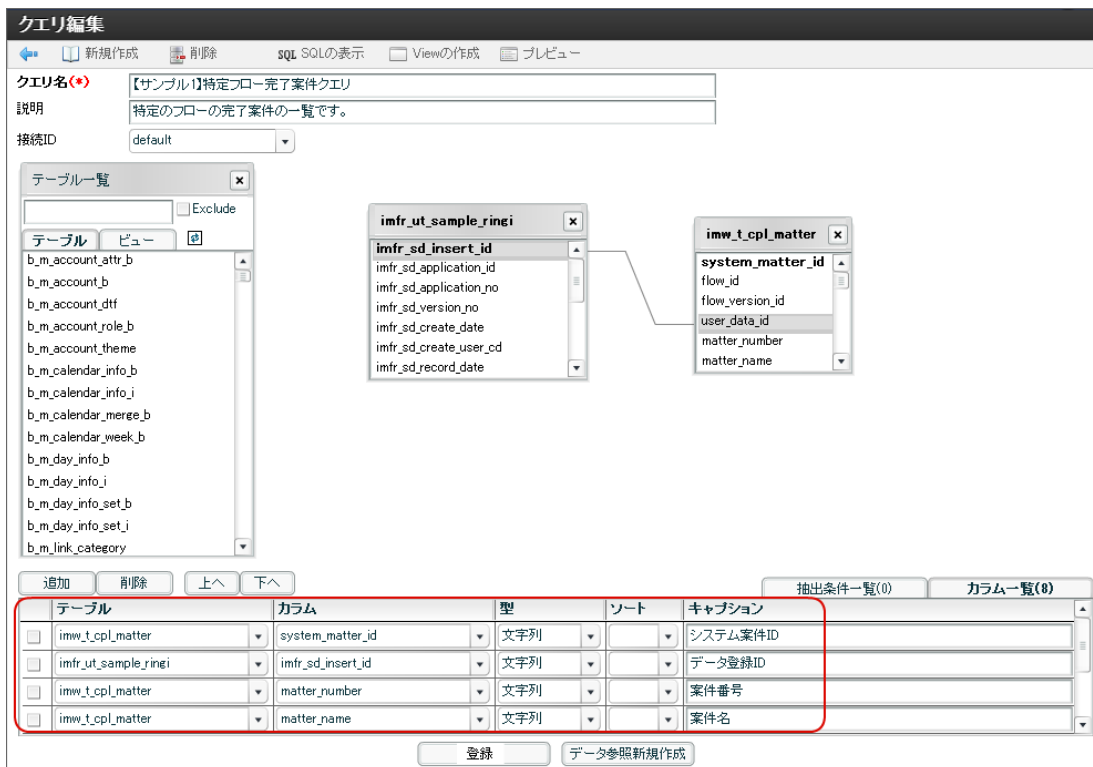 クエリ編集
新規作成 削除 SQL SQLの表示 Viewの作成 プレビュー
クエリ名(*) 【サンプル1】特定フロー完了案件クエリ
説明 特定のフローの完了案件の一覧です。
接続ID default
テーブル一覧
Exclude
テーブル ビュー
b_m_account_attr_b
b_m_account_b
b_m_account_dtf
b_m_account_role_b
b_m_account_theme
b_m_calendar_info_b
b_m_calendar_info_i
b_m_calendar_merge_b
b_m_calendar_week_b
b_m_day_info_b
b_m_day_info_i
b_m_day_info_set_b
b_m_day_info_set_i
b_m_link_category
imfr_ut_sample_ringi
imfr_sd_insert_id
imfr_sd_application_id
imfr_sd_application_no
imfr_sd_version_no
imfr_sd_create_date
imfr_sd_create_user_cd
imfr_sd_record_date
imw_t_cpl_matter
system_matter_id
flow_id
flow_version_id
user_data_id
matter_number
matter_name
追加 削除 上へ 下へ 抽出条件一覧(0) カラム一覧(8)
テーブル カラム 型 ソート キャプション
imw_t_cpl_matter system_matter_id 文字列 システム案件ID
imfr_ut_sample_ringi imfr_sd_insert_id 文字列 データ登録ID
imw_t_cpl_matter matter_number 文字列 案件番号
imw_t_cpl_matter matter_name 文字列 案件名
登録 データ参照新規作成